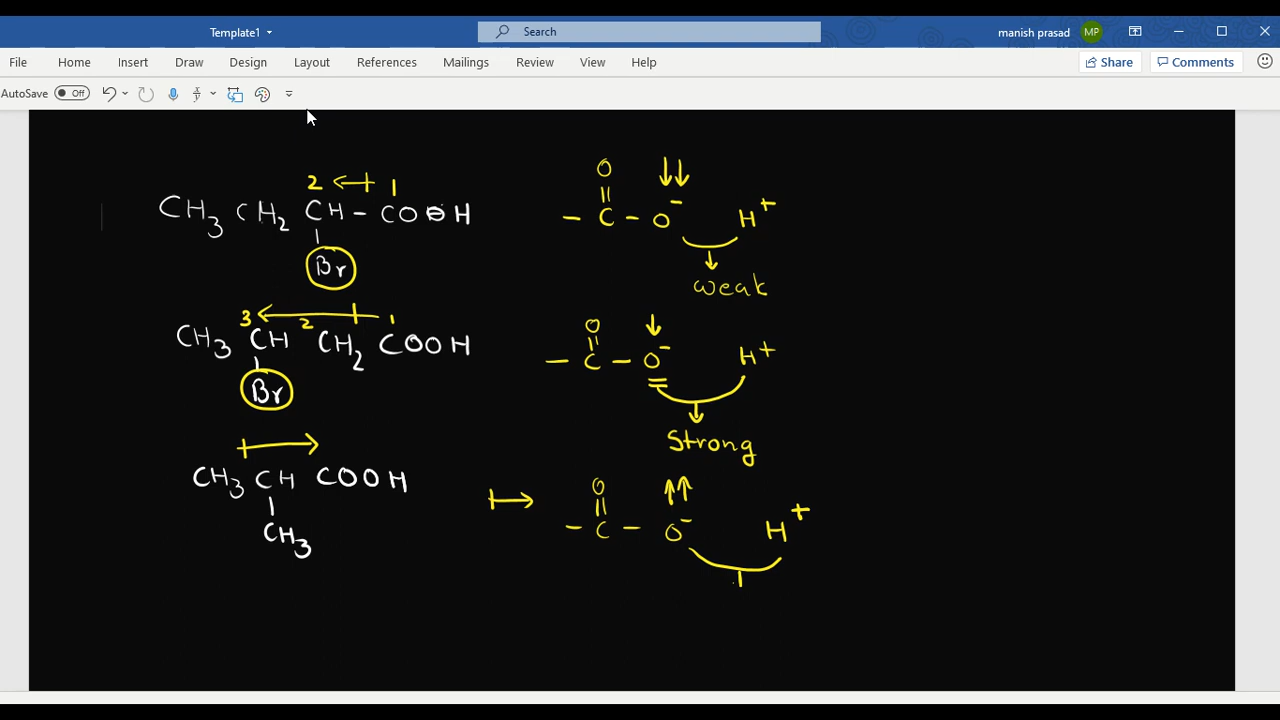 Template1
Search
manish prasad MP
File Home Insert Draw Design Layout References Mailings Review View Help Share Comments
AutoSave Off
2 ← 1
CH3 CH2 CH - COOH
Br
O ↓↓
- C - O⁻ H⁺
weak
3 ← 2 1
CH3 CH CH2 COOH
Br
O ↓
- C - O⁻ H⁺
Strong
CH3 CH COOH
CH3
O ↑↑
- C - O⁻ H⁺